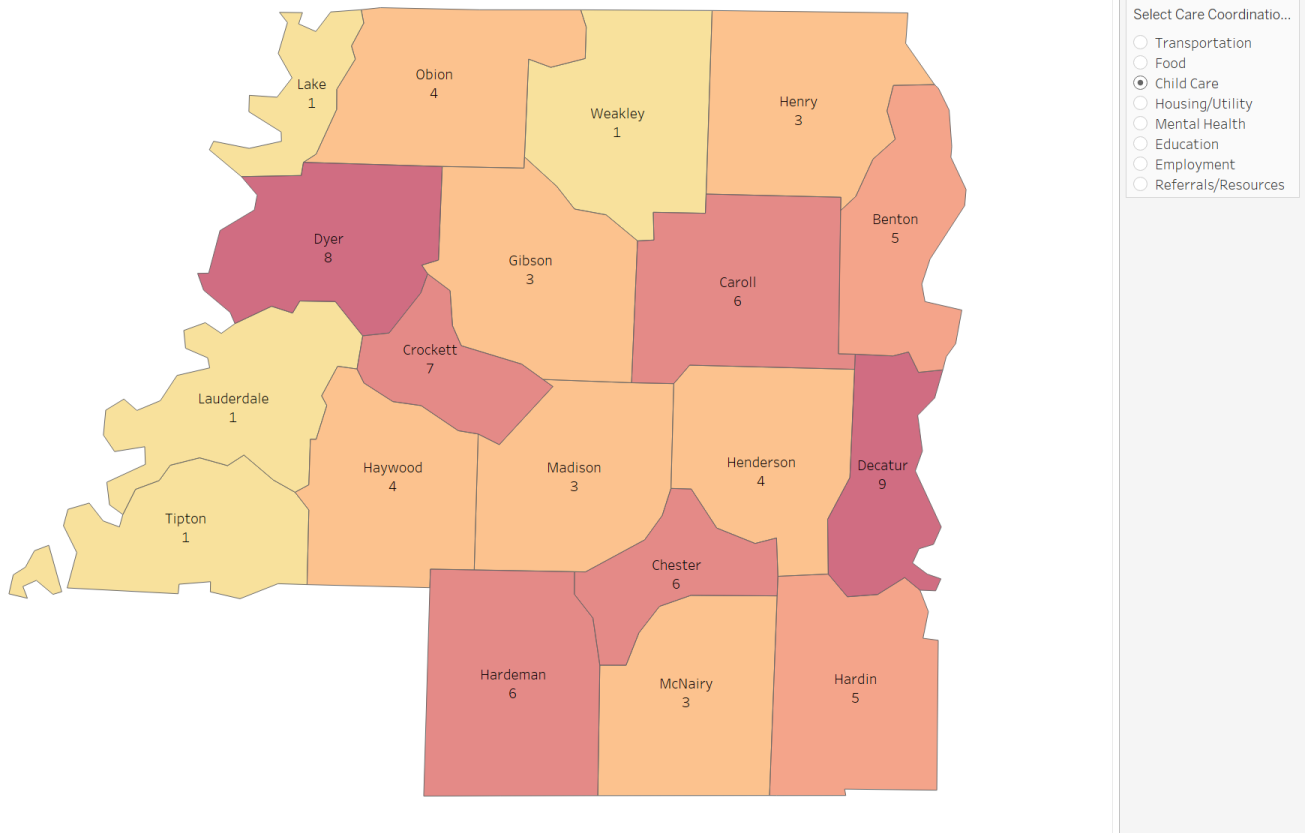 Select Care Coordinatio...
Transportation
Food
Child Care
Housing/Utility
Mental Health
Education
Employment
Referrals/Resources
Lake
1
Obion
4
Weakley
1
Henry
3
Benton
5
Dyer
8
Gibson
3
Caroll
6
Crockett
7
Lauderdale
1
Haywood
4
Madison
3
Henderson
4
Decatur
9
Tipton
1
Chester
6
Hardeman
6
McNairy
3
Hardin
5